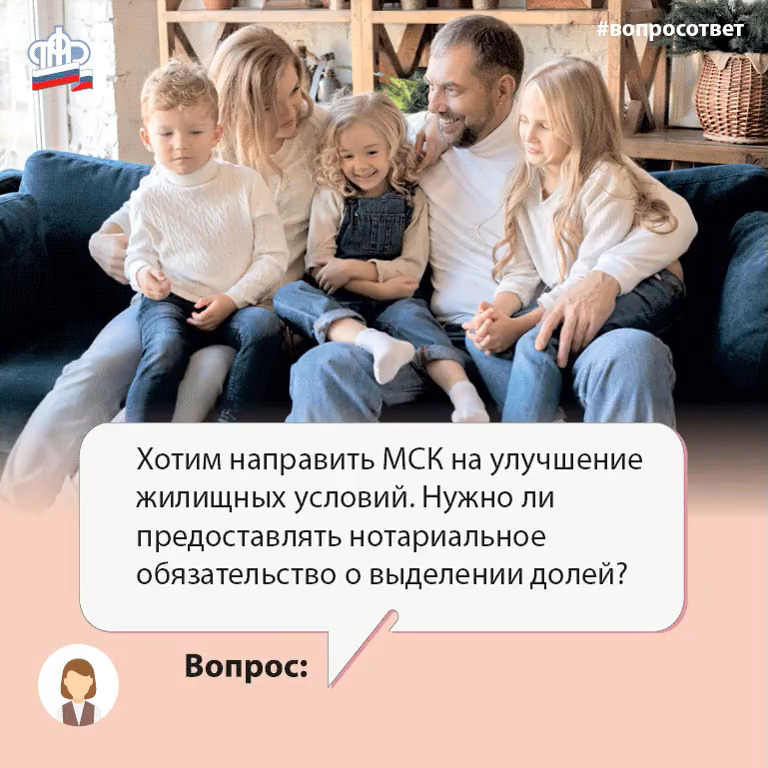 #вопросответ
Хотим направить МСК на улучшение
жилищных условий. Нужно ли
предоставлять нотариальное
обязательство о выделении долей?
Вопрос: